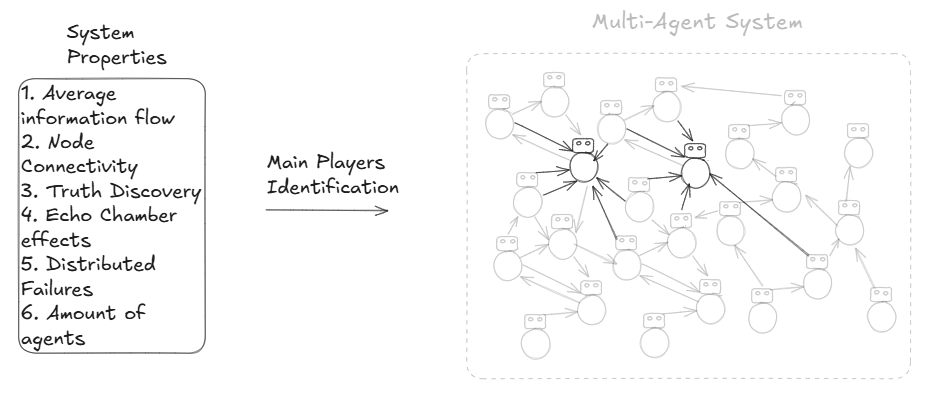 System
Properties
1. Average
information flow
2. Node
Connectivity
3. Truth Discovery
4. Echo Chamber
effects
5. Distributed
Failures
6. Amount of
agents
Main Players
Identification
Multi-Agent System